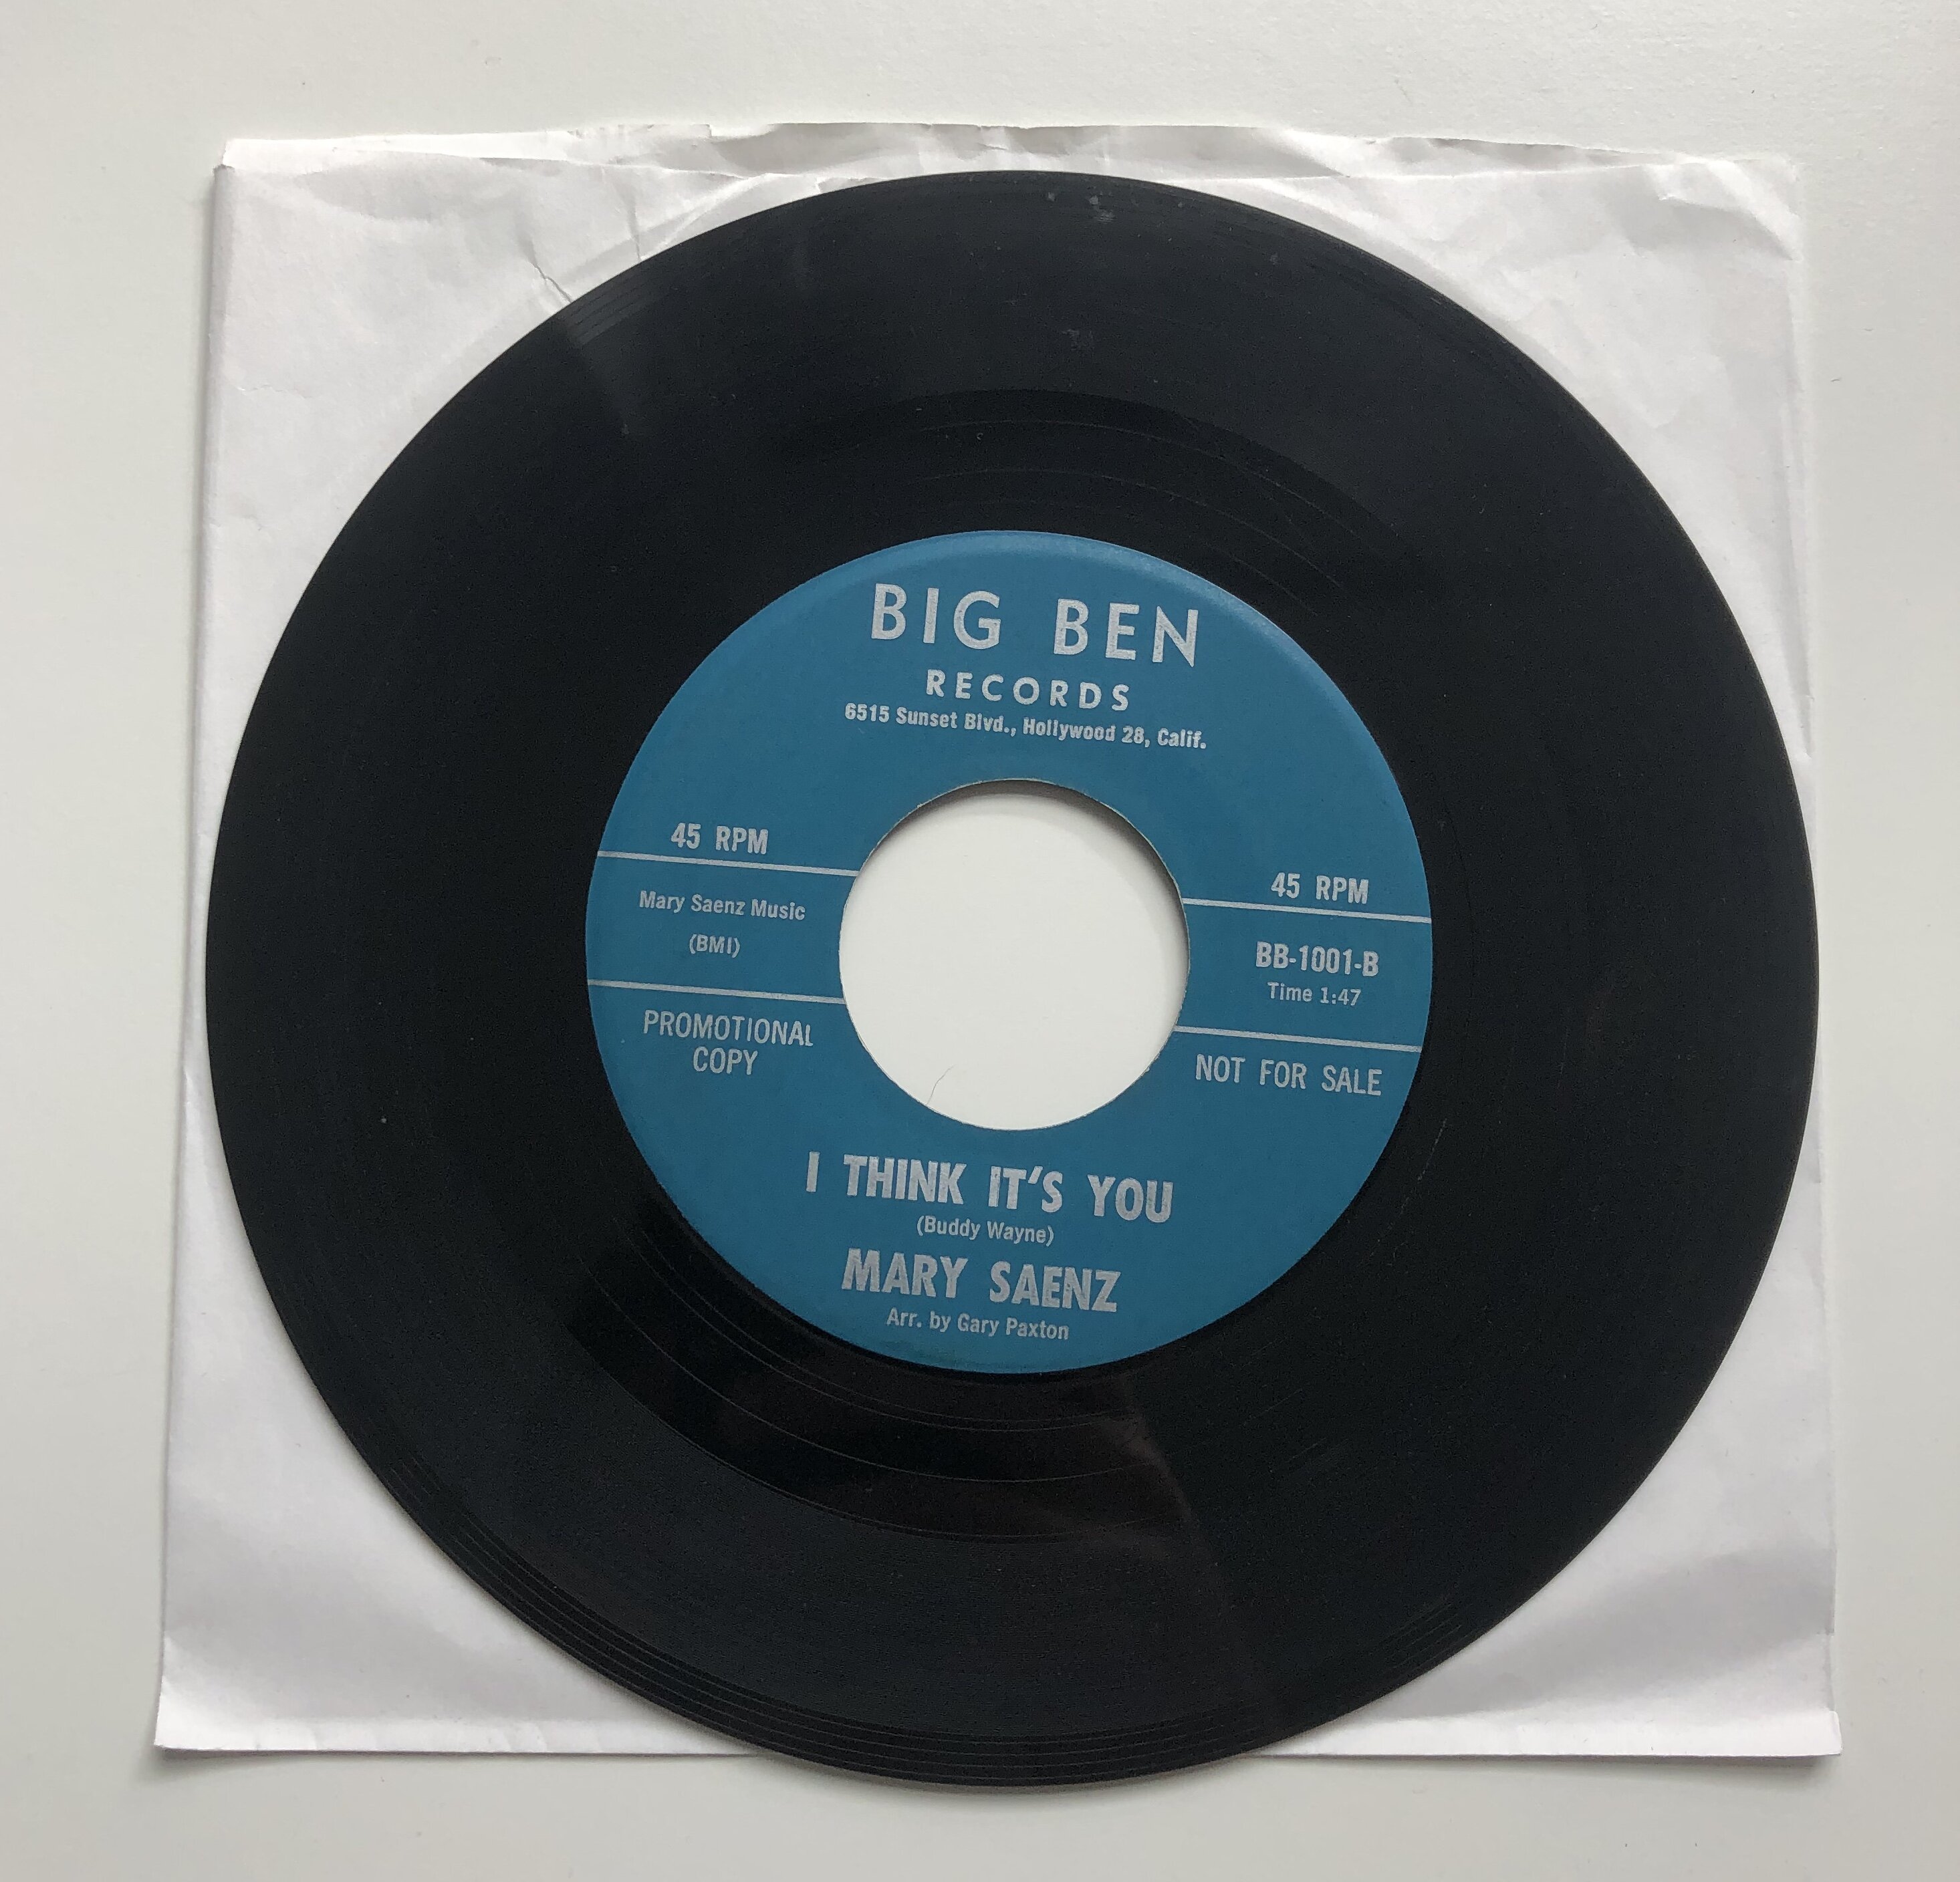 BIG BEN
RECORDS
6515 Sunset Blvd., Hollywood 28, Calif.
45 RPM
Mary Saenz Music
(BMI)
PROMOTIONAL
COPY
45 RPM
BB-1001-B
Time 1:47
NOT FOR SALE
I THINK IT'S YOU
(Buddy Wayne)
MARY SAENZ
Arr. by Gary Paxton